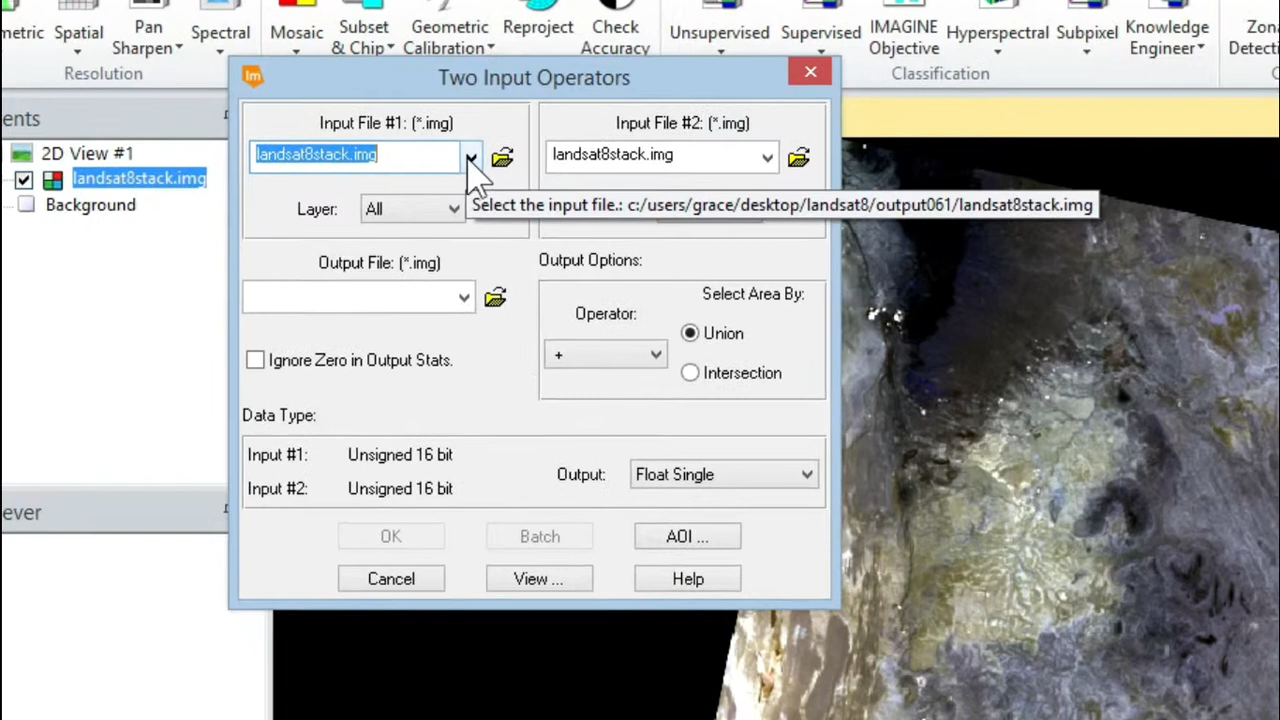 metric Spatial Pan Sharpen Spectral Mosaic Subset & Chip Geometric Calibration Reproject Check Accuracy Unsupervised Supervised IMAGINE Objective Hyperspectral Subpixel Knowledge Engineer
Resolution Classification
Two Input Operators
ents
2D View #1
landsat8stack.img
Background
ever
Input File #1: (*.img)
landsat8stack.img
Layer: All
Input File #2: (*.img)
landsat8stack.img
Select the input file.: c:/users/grace/desktop/landsat8/output061/landsat8stack.img
Output File: (*.img)
Ignore Zero in Output Stats.
Output Options:
Operator:
+
Select Area By:
Union
Intersection
Data Type:
Input #1: Unsigned 16 bit
Input #2: Unsigned 16 bit
Output: Float Single
OK Batch AOI ...
Cancel View ... Help